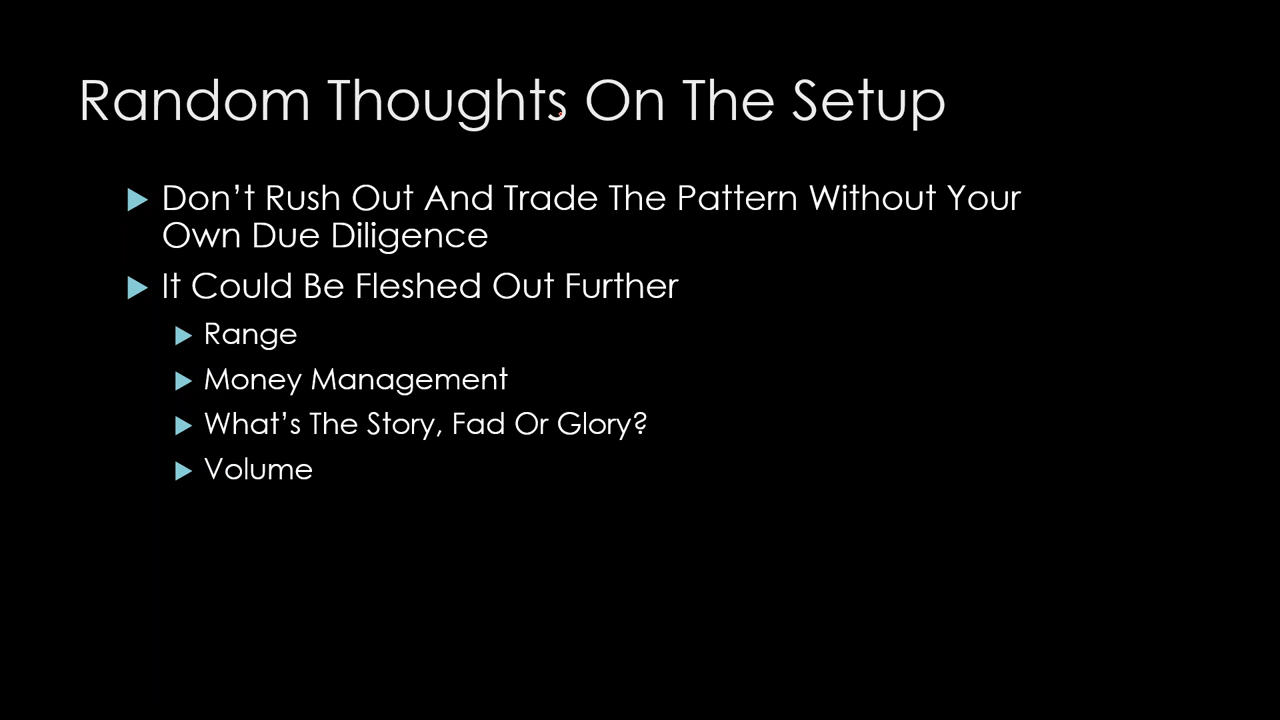 Random Thoughts On The Setup
Don’t Rush Out And Trade The Pattern Without Your
Own Due Diligence
It Could Be Fleshed Out Further
Range
Money Management
What’s The Story, Fad Or Glory?
Volume